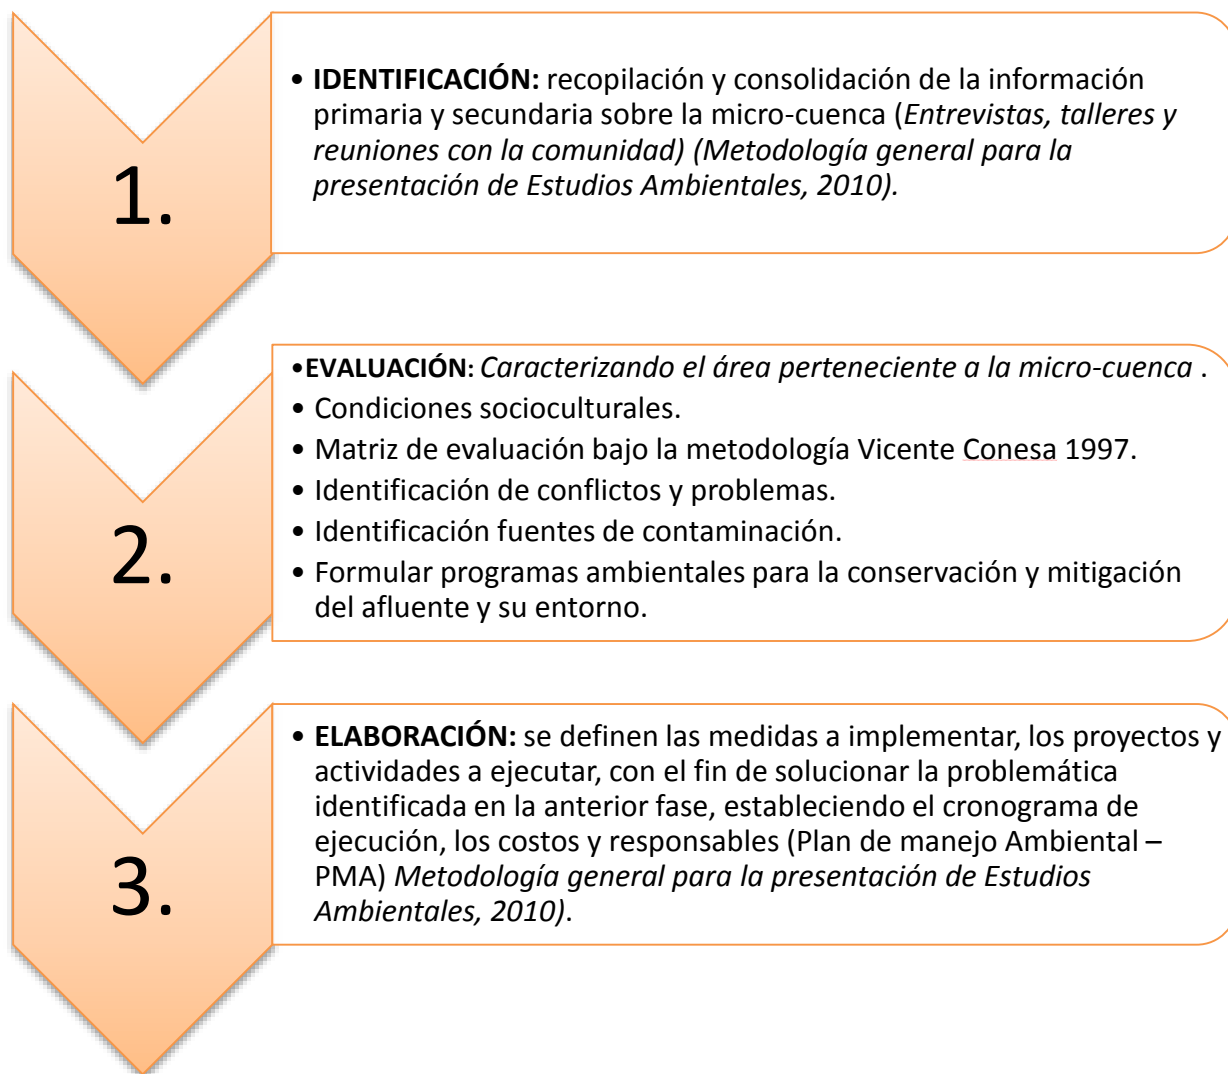 1.
• IDENTIFICACIÓN: recopilación y consolidación de la información
primaria y secundaria sobre la micro-cuenca (Entrevistas, talleres y
reuniones con la comunidad) (Metodología general para la
presentación de Estudios Ambientales, 2010).
2.
•EVALUACIÓN: Caracterizando el área perteneciente a la micro-cuenca .
• Condiciones socioculturales.
• Matriz de evaluación bajo la metodología Vicente Conesa 1997.
• Identificación de conflictos y problemas.
• Identificación fuentes de contaminación.
• Formular programas ambientales para la conservación y mitigación
del afluente y su entorno.
3.
• ELABORACIÓN: se definen las medidas a implementar, los proyectos y
actividades a ejecutar, con el fin de solucionar la problemática
identificada en la anterior fase, estableciendo el cronograma de
ejecución, los costos y responsables (Plan de manejo Ambiental –
PMA) Metodología general para la presentación de Estudios
Ambientales, 2010).